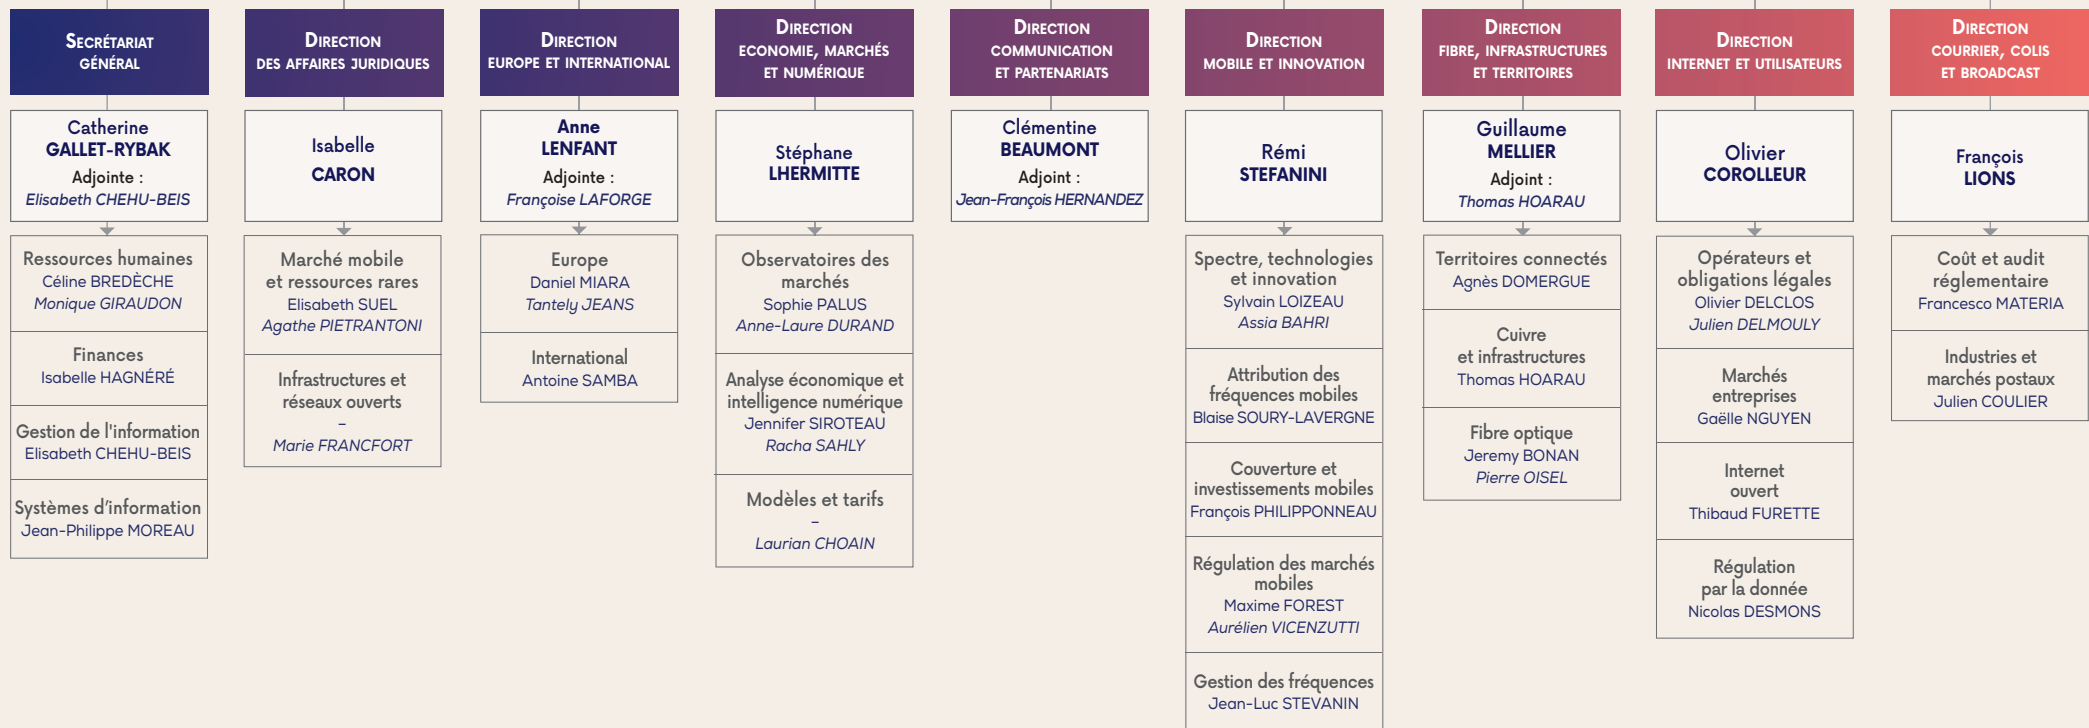 SECRÉTARIAT
GÉNÉRAL
Catherine
GALLET-RYBAK
Adjointe :
Elisabeth CHEHU-BEIS
Ressources humaines
Céline BREDÈCHE
Monique GIRAUDON
Finances
Isabelle HAGNÉRÉ
Gestion de l'information
Elisabeth CHEHU-BEIS
Systèmes d’information
Jean-Philippe MOREAU
DIRECTION
DES AFFAIRES JURIDIQUES
Isabelle
CARON
Marché mobile
et ressources rares
Elisabeth SUEL
Agathe PIETRANTONI
Infrastructures et
réseaux ouverts
–
Marie FRANCFORT
DIRECTION
EUROPE ET INTERNATIONAL
Anne
LENFANT
Adjointe :
Françoise LAFORGE
Europe
Daniel MIARA
Tantely JEANS
International
Antoine SAMBA
DIRECTION
ECONOMIE, MARCHÉS
ET NUMÉRIQUE
Stéphane
LHERMITTE
Observatoires des
marchés
Sophie PALUS
Anne-Laure DURAND
Analyse économique et
intelligence numérique
Jennifer SIROTEAU
Racha SAHLY
Modèles et tarifs
–
Laurian CHOAIN
DIRECTION
COMMUNICATION
ET PARTENARIATS
Clémentine
BEAUMONT
Adjoint :
Jean-François HERNANDEZ
DIRECTION
MOBILE ET INNOVATION
Rémi
STEFANINI
Spectre, technologies
et innovation
Sylvain LOIZEAU
Assia BAHRI
Attribution des
fréquences mobiles
Blaise SOURY-LAVERGNE
Couverture et
investissements mobiles
François PHILIPPONNEAU
Régulation des marchés
mobiles
Maxime FOREST
Aurélien VICENZUTTI
Gestion des fréquences
Jean-Luc STEVANIN
DIRECTION
FIBRE, INFRASTRUCTURES
ET TERRITOIRES
Guillaume
MELLIER
Adjoint :
Thomas HOARAU
Territoires connectés
Agnès DOMERGUE
Cuivre
et infrastructures
Thomas HOARAU
Fibre optique
Jeremy BONAN
Pierre OISEL
DIRECTION
INTERNET ET UTILISATEURS
Olivier
COROLLEUR
Opérateurs et
obligations légales
Olivier DELCLOS
Julien DELMOULY
Marchés
entreprises
Gaëlle NGUYEN
Internet
ouvert
Thibaud FURETTE
Régulation
par la donnée
Nicolas DESMONS
DIRECTION
COURRIER, COLIS
ET BROADCAST
François
LIONS
Coût et audit
réglementaire
Francesco MATERIA
Industries et
marchés postaux
Julien COULIER